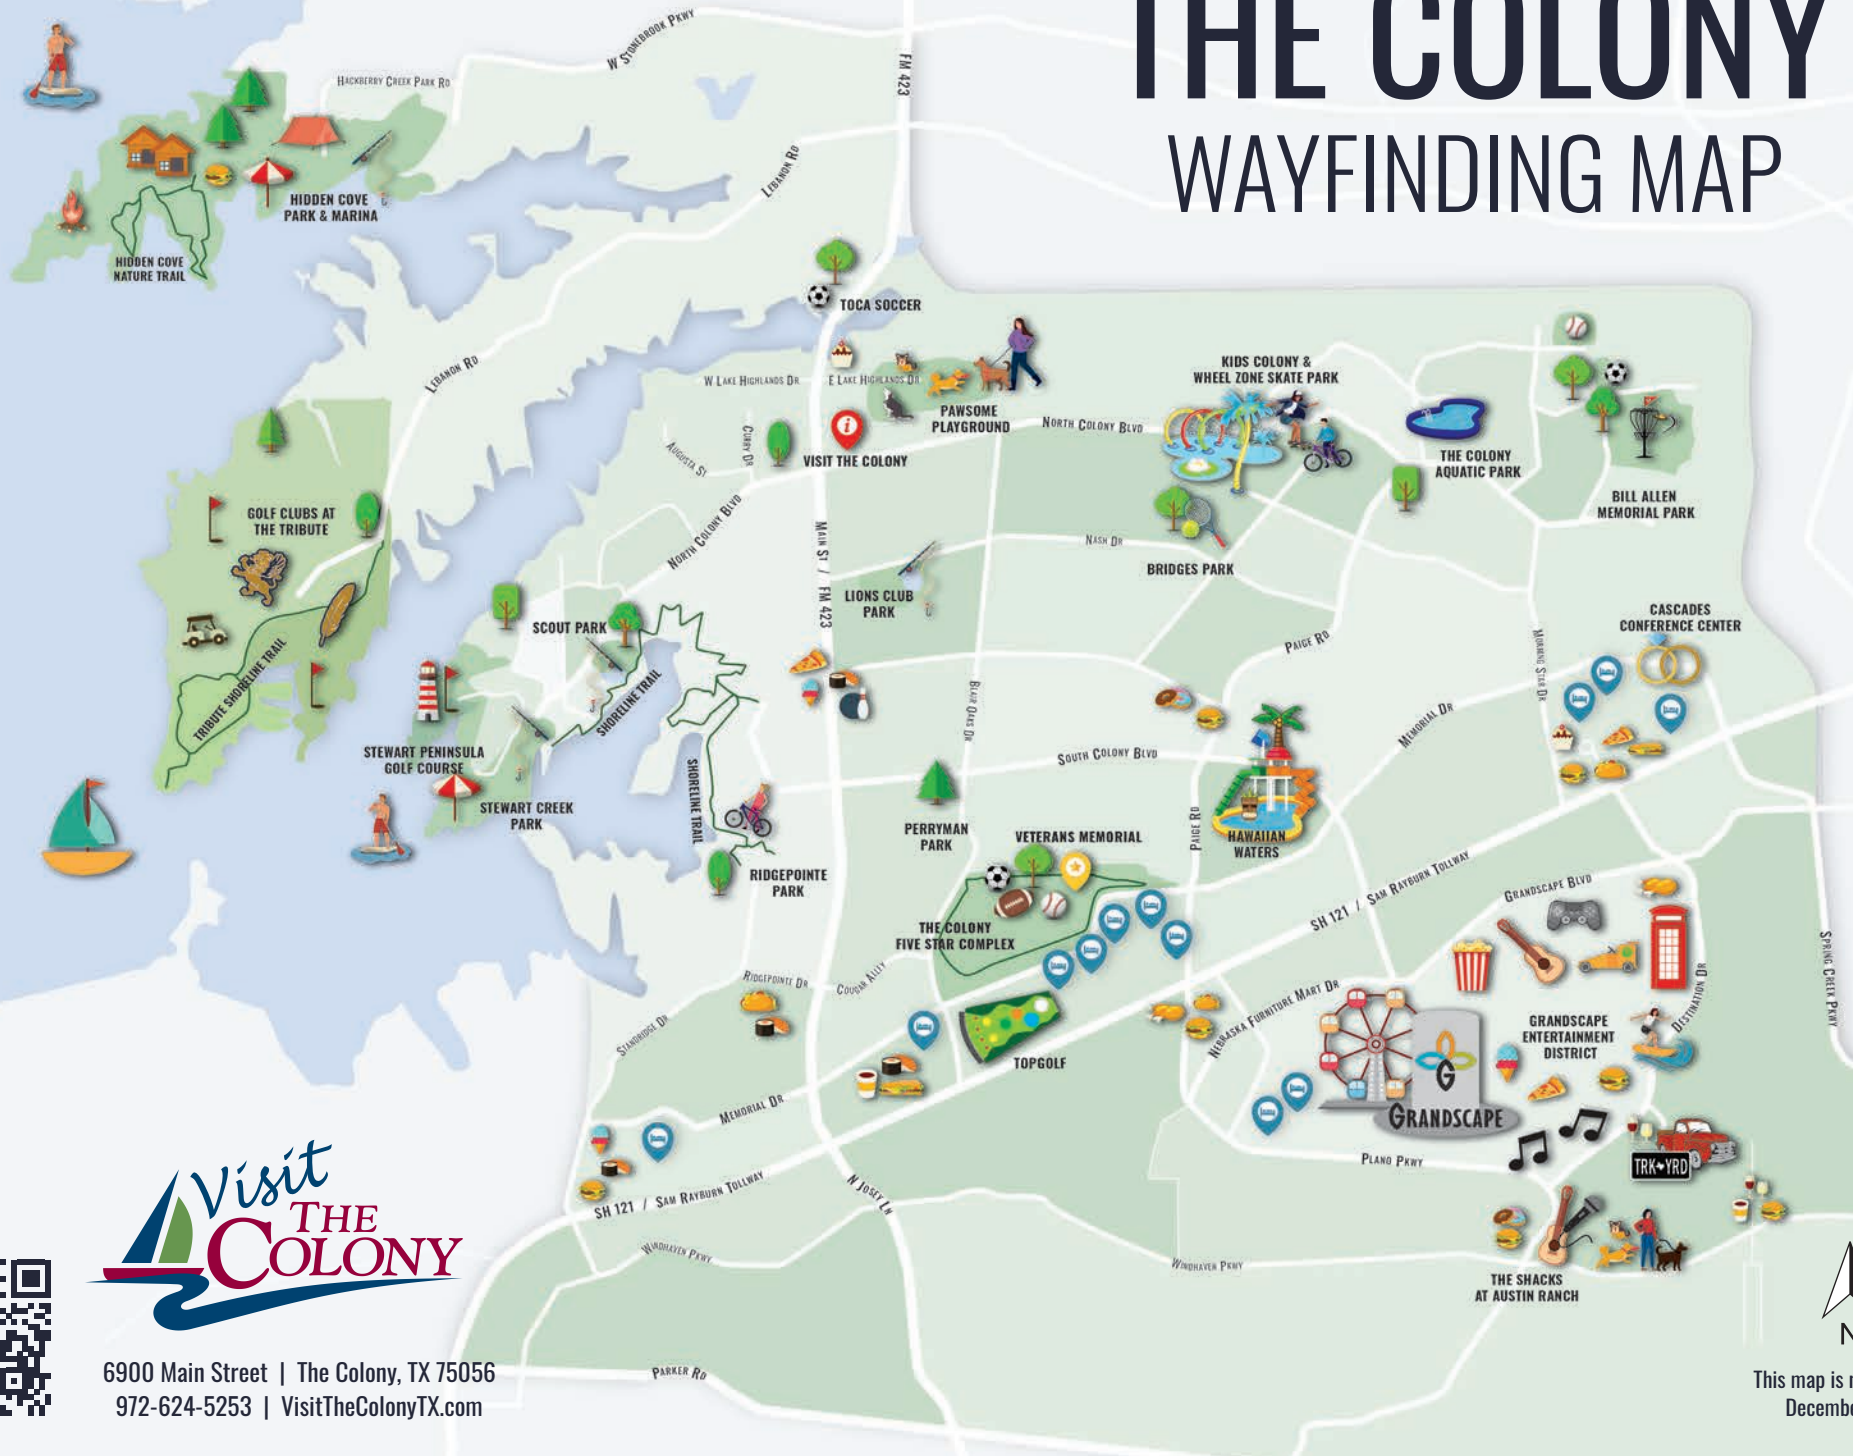 THE COLONY
WAYFINDING MAP
W STONEBROOK PKWY
FM 423
HACKBERRY CREEK PARK RD
LEBANON RD
HIDDEN COVE
PARK & MARINA
HIDDEN COVE
NATURE TRAIL
TOCA SOCCER
LEBANON RD
W LAKE HIGHLANDS DR
E LAKE HIGHLANDS DR
KIDS COLONY &
WHEEL ZONE SKATE PARK
PAWSOME
PLAYGROUND
NORTH COLONY BLVD
AUGUSTA ST
CURRY DR
i
VISIT THE COLONY
THE COLONY
AQUATIC PARK
BILL ALLEN
MEMORIAL PARK
GOLF CLUBS AT
THE TRIBUTE
NORTH COLONY BLVD
MAIN ST / FM 423
NASH DR
BRIDGES PARK
LIONS CLUB
PARK
SCOUT PARK
CASCADES
CONFERENCE CENTER
PAIGE RD
MORNING STAR DR
TRIBUTE SHORELINE TRAIL
SHORELINE TRAIL
BLAIR OAKS DR
MEMORIAL DR
STEWART PENINSULA
GOLF COURSE
SOUTH COLONY BLVD
SHORELINE TRAIL
STEWART CREEK
PARK
PERRYMAN
PARK
VETERANS MEMORIAL
PAIGE RD
HAWAIIAN
WATERS
RIDGEPOINTE
PARK
SH 121 / SAM RAYBURN TOLLWAY
GRANDSCAPE BLVD
THE COLONY
FIVE STAR COMPLEX
SPRING CREEK PKWY
RIDGEPOINTE DR
COUGAR ALLEY
NEBRASKA FURNITURE MART DR
DESTINATION DR
STANDRIDGE DR
GRANDSCAPE
ENTERTAINMENT
DISTRICT
TOPGOLF
G
GRANDSCAPE
MEMORIAL DR
PLANO PKWY
TRK YRD
SH 121 / SAM RAYBURN TOLLWAY
N JOSEY LN
WINDHAVEN PKWY
WINDHAVEN PKWY
THE SHACKS
AT AUSTIN RANCH
Visit
THE
COLONY
6900 Main Street | The Colony, TX 75056
972-624-5253 | VisitTheColonyTX.com
PARKER RD
N
This map is